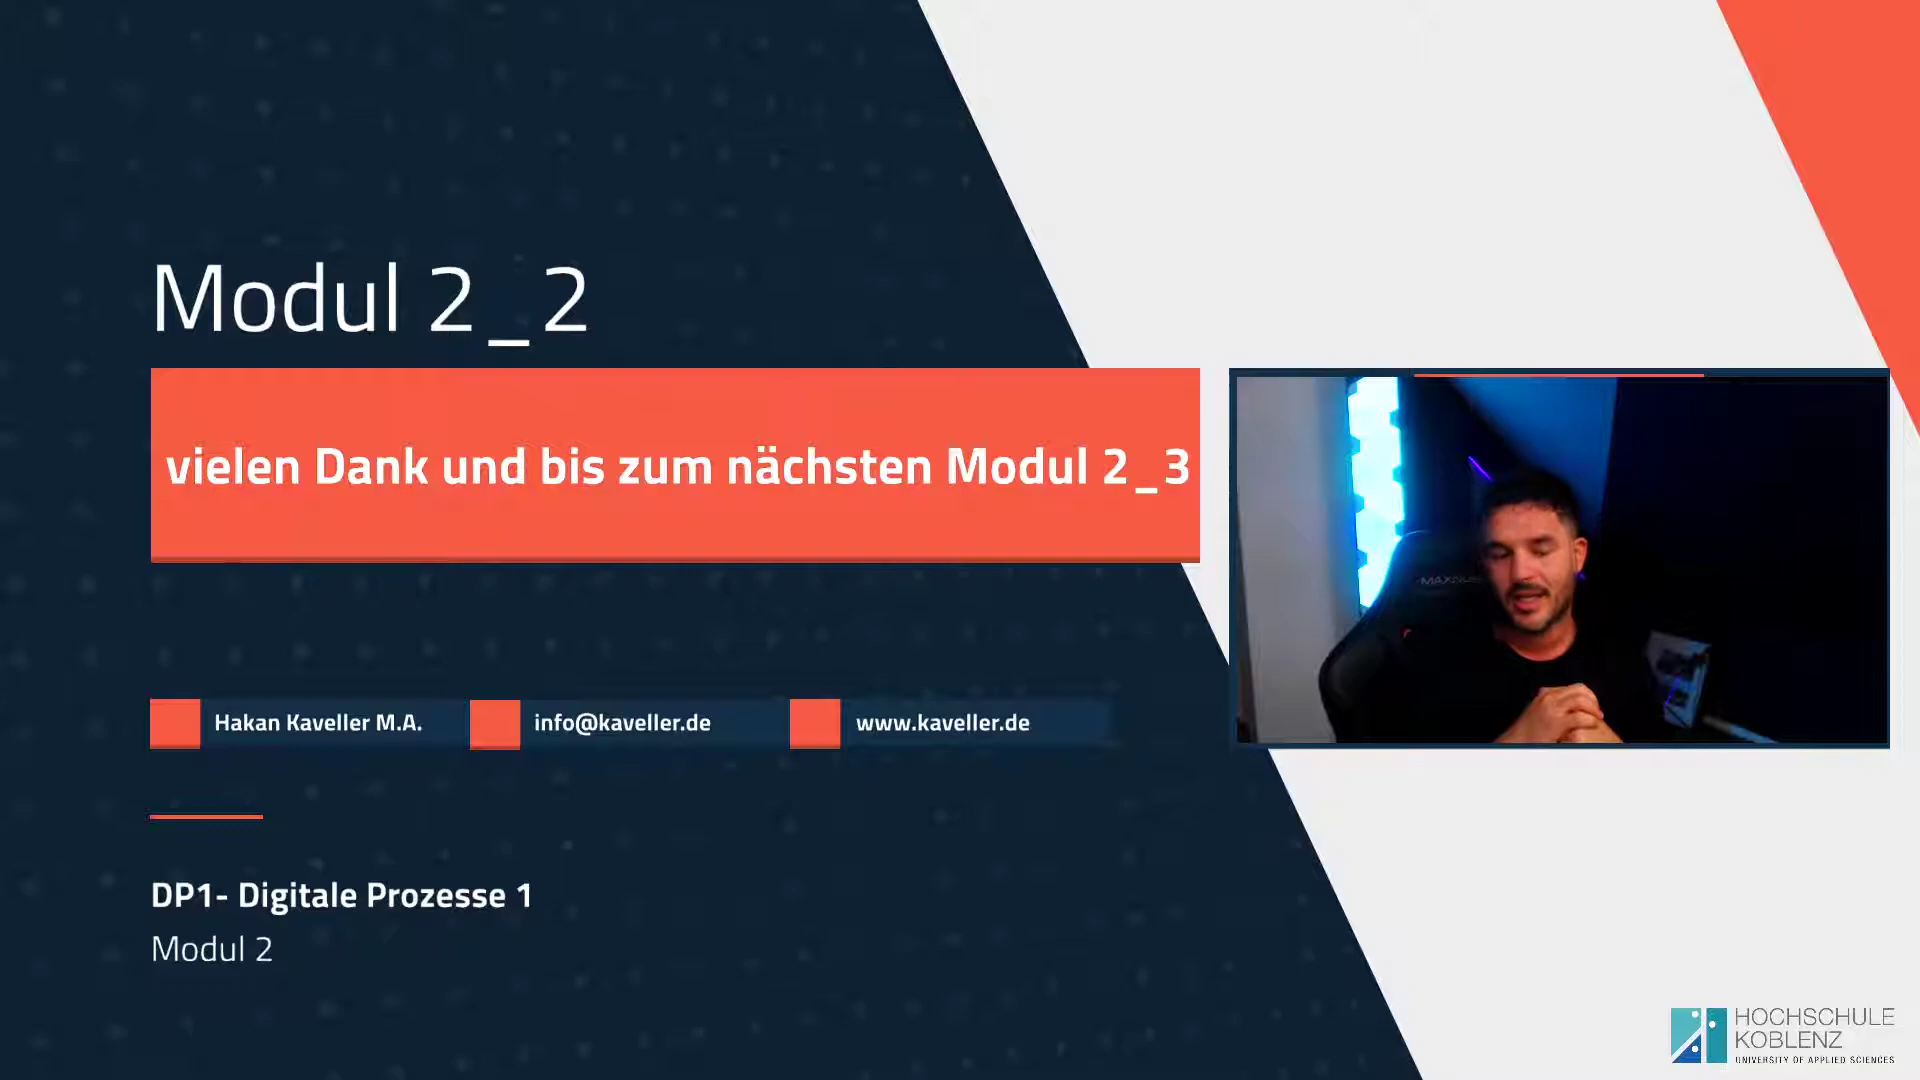 Modul 2_2
vielen Dank und bis zum nächsten Modul 2_3
Hakan Kaveller M.A.
info@kaveller.de
www.kaveller.de
DP1- Digitale Prozesse 1
Modul 2
HOCHSCHULE
KOBLENZ
UNIVERSITY OF APPLIED SCIENCES